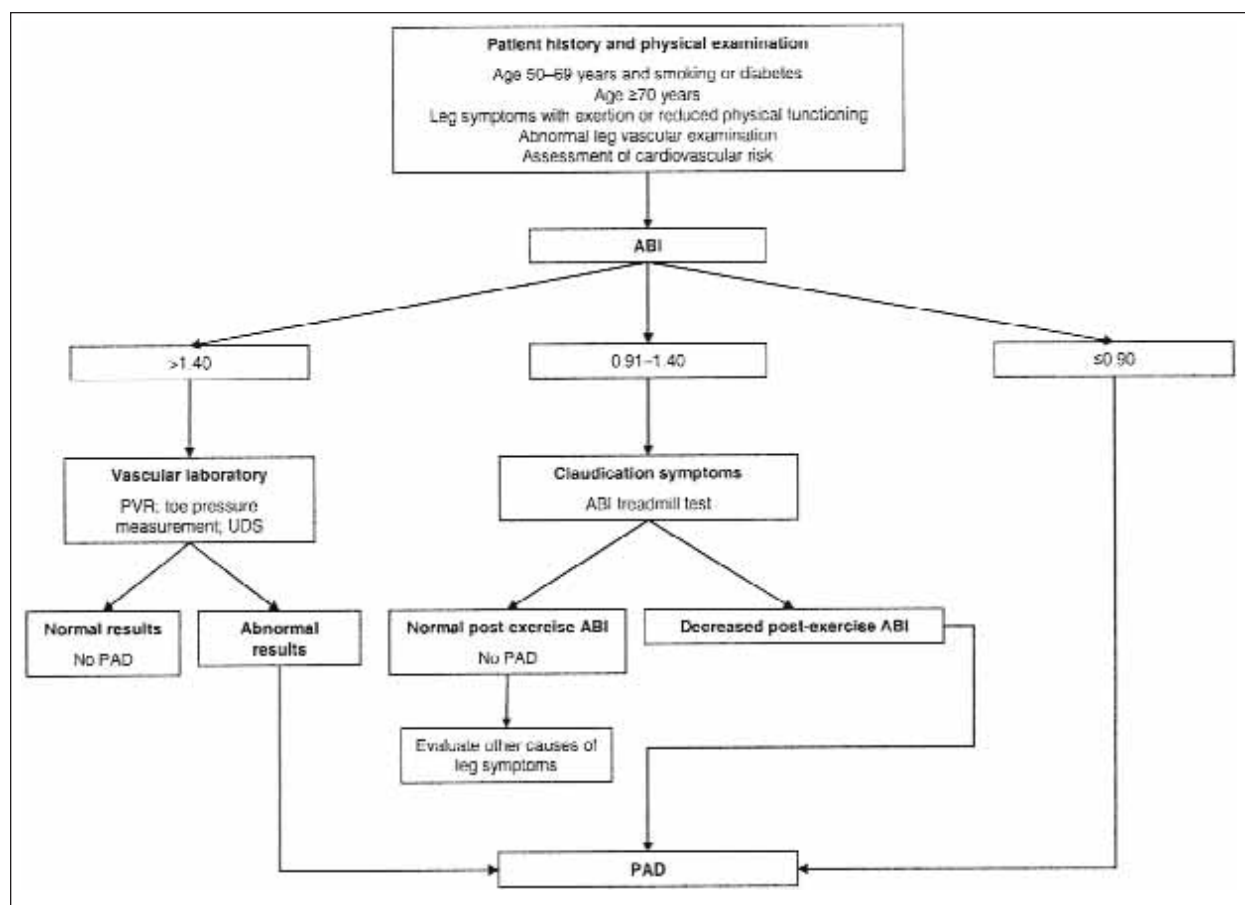 Patient history and physical examination
Age 50–69 years and smoking or diabetes
Age ≥70 years
Leg symptoms with exertion or reduced physical functioning
Abnormal leg vascular examination
Assessment of cardiovascular risk
ABI
>1.40
0.91–1.40
≤0.90
Vascular laboratory
PVR; toe pressure
measurement; UDS
Claudication symptoms
ABI treadmill test
Normal results
No PAD
Abnormal
results
Normal post exercise ABI
No PAD
Decreased post-exercise ABI
Evaluate other causes of
leg symptoms
PAD